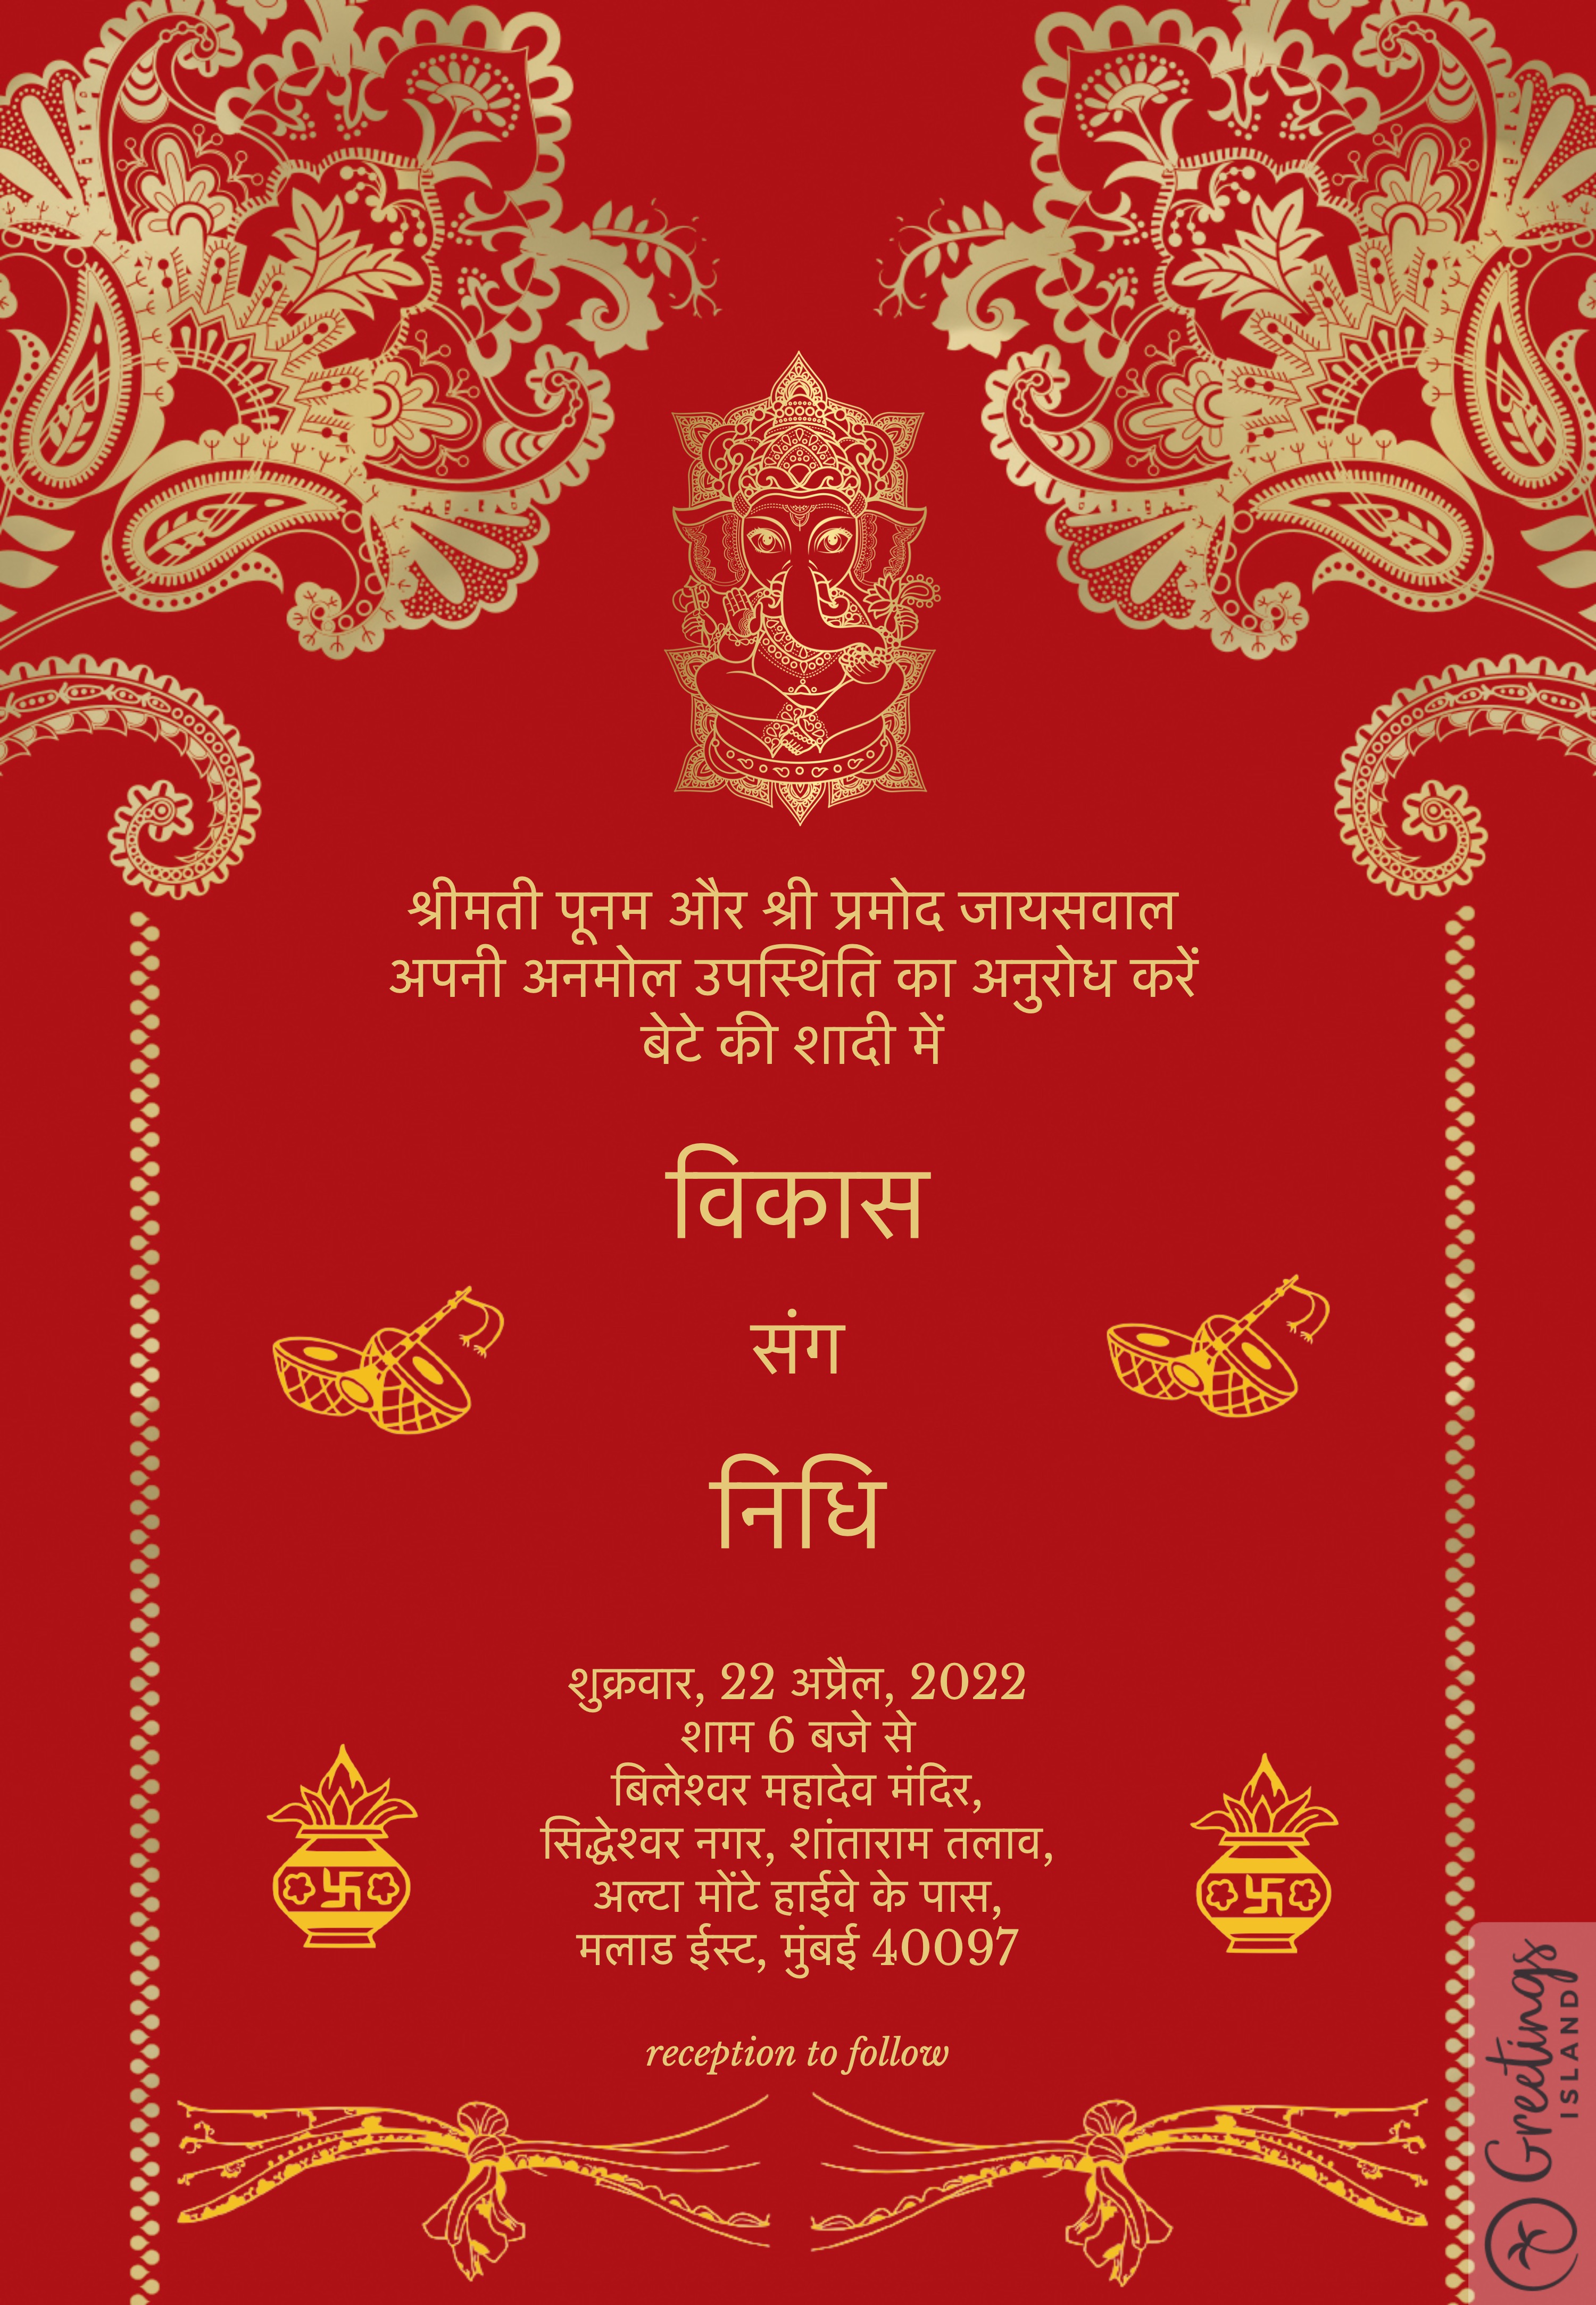 श्रीमती पूनम और श्री प्रमोद जायसवाल
अपनी अनमोल उपस्थिति का अनुरोध करें
बेटे की शादी में
विकास
संग
निधि
शुक्रवार, 22 अप्रैल, 2022
शाम 6 बजे से
बिलेश्वर महादेव मंदिर,
सिद्धेश्वर नगर, शांताराम तलाव,
अल्टा मोंटे हाईवे के पास,
मलाड ईस्ट, मुंबई 40097
reception to follow
Greetings
ISLAND